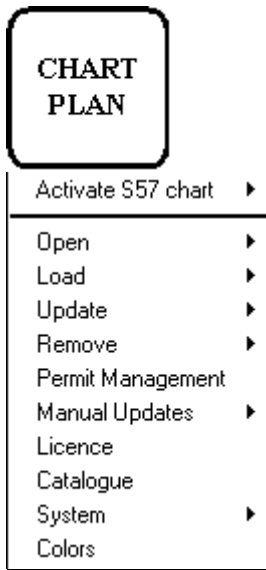 CHART
PLAN
Activate S57 chart
Open
Load
Update
Remove
Permit Management
Manual Updates
Licence
Catalogue
System
Colors